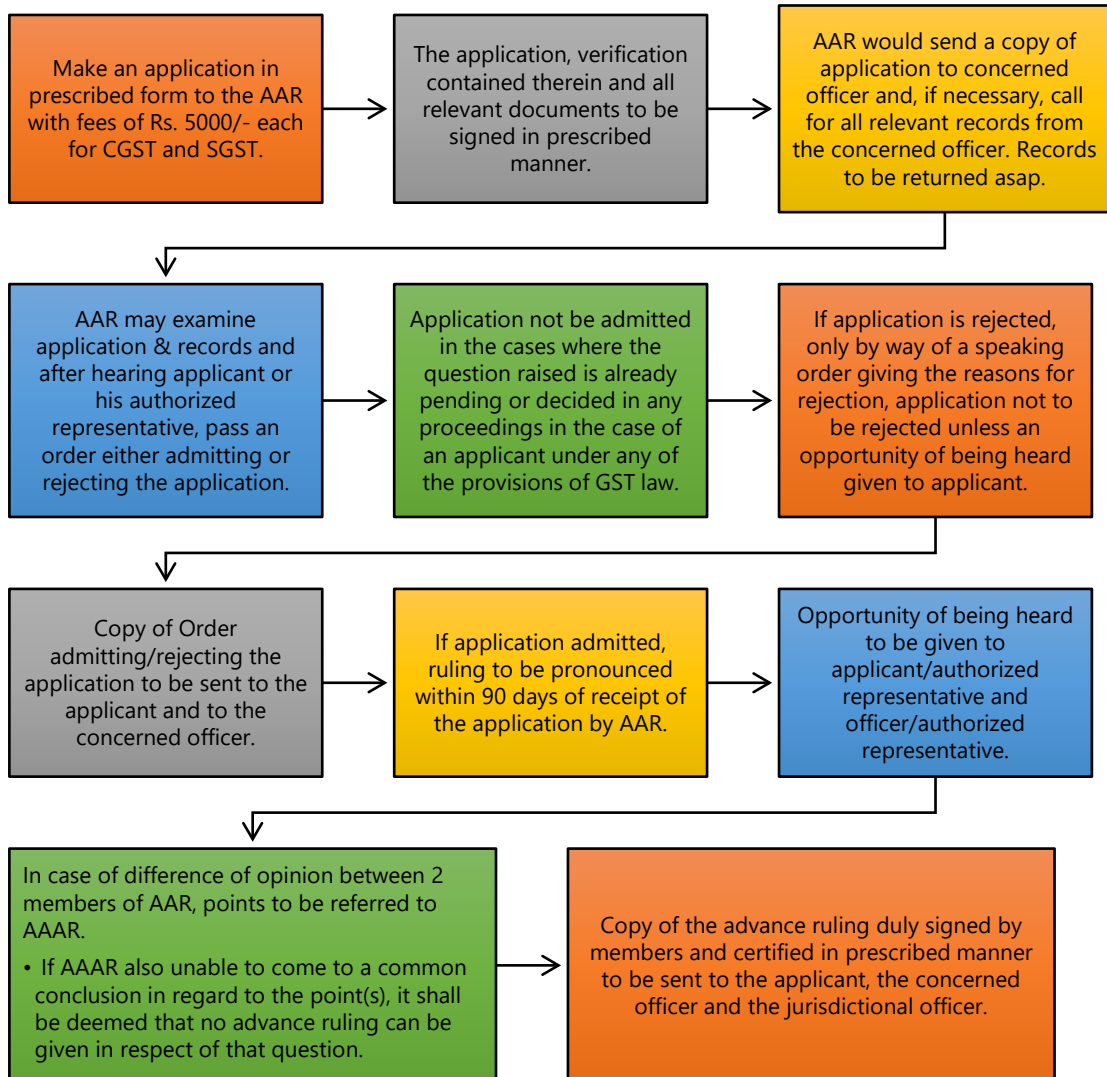 Make an application in
prescribed form to the AAR
with fees of Rs. 5000/- each
for CGST and SGST.
The application, verification
contained therein and all
relevant documents to be
signed in prescribed
manner.
AAR would send a copy of
application to concerned
officer and, if necessary, call
for all relevant records from
the concerned officer. Records
to be returned asap.
AAR may examine
application & records and
after hearing applicant or
his authorized
representative, pass an
order either admitting or
rejecting the application.
Application not be admitted
in the cases where the
question raised is already
pending or decided in any
proceedings in the case of
an applicant under any of
the provisions of GST law.
If application is rejected,
only by way of a speaking
order giving the reasons for
rejection, application not to
be rejected unless an
opportunity of being heard
given to applicant.
Copy of Order
admitting/rejecting the
application to be sent to the
applicant and to the
concerned officer.
If application admitted,
ruling to be pronounced
within 90 days of receipt of
the application by AAR.
Opportunity of being heard
to be given to
applicant/authorized
representative and
officer/authorized
representative.
In case of difference of opinion between 2
members of AAR, points to be referred to
AAAR.
• If AAAR also unable to come to a common
conclusion in regard to the point(s), it shall
be deemed that no advance ruling can be
given in respect of that question.
Copy of the advance ruling duly signed by
members and certified in prescribed manner
to be sent to the applicant, the concerned
officer and the jurisdictional officer.